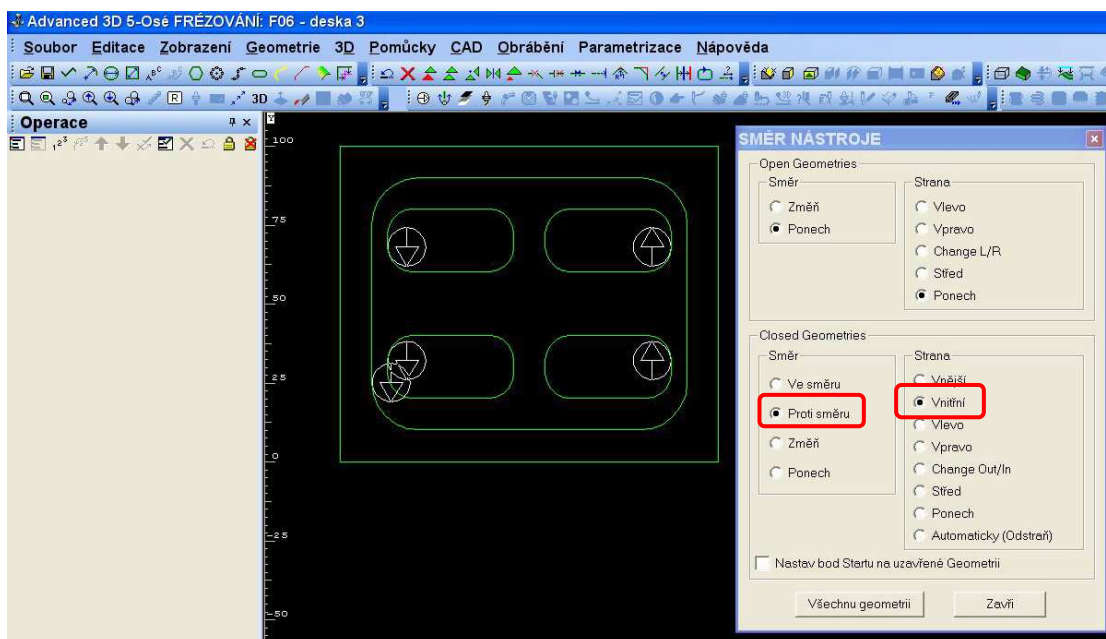 Advanced 3D 5-Osé FRÉZOVÁNÍ: F06 - deska 3
Soubor Editace Zobrazení Geometrie 3D Pomůcky CAD Obrábění Parametrizace Nápověda
R 3D
Operace
100
75
50
25
0
-25
-50
SMĚR NÁSTROJE
Open Geometries
Směr
Změň
Ponech
Strana
Vlevo
Vpravo
Change L/R
Střed
Ponech
Closed Geometries
Směr
Ve směru
Proti směru
Změň
Ponech
Strana
Vnější
Vnitřní
Vlevo
Vpravo
Change Out/In
Střed
Ponech
Automaticky (Odstraň)
Nastav bod Startu na uzavřené Geometrii
Všechnu geometrii
Zavři